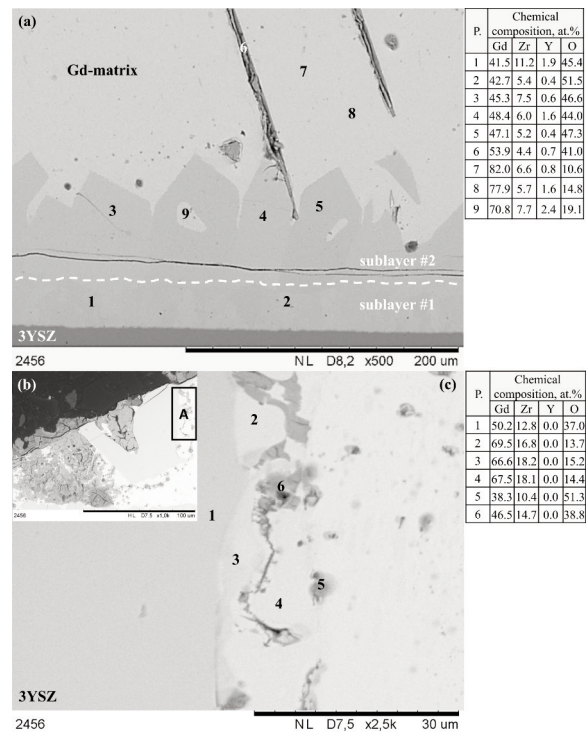 (a)
Gd-matrix
6
7
8
3
9
4
5
sublayer #2
1
2
sublayer #1
3YSZ
2456
NL D8,2 x500 200 um
P. Chemical composition, at.%
Gd Zr Y O
1 41.5 11.2 1.9 45.4
2 42.7 5.4 0.4 51.5
3 45.3 7.5 0.6 46.6
4 48.4 6.0 1.6 44.0
5 47.1 5.2 0.4 47.3
6 53.9 4.4 0.7 41.0
7 82.0 6.6 0.8 10.6
8 77.9 5.7 1.6 14.8
9 70.8 7.7 2.4 19.1
(b)
A
2456
NL D7,5 x1,0k 100 um
(c)
2
6
1
3
5
4
3YSZ
2456
NL D7,5 x2,5k 30 um
P. Chemical composition, at.%
Gd Zr Y O
1 50.2 12.8 0.0 37.0
2 69.5 16.8 0.0 13.7
3 66.6 18.2 0.0 15.2
4 67.5 18.1 0.0 14.4
5 38.3 10.4 0.0 51.3
6 46.5 14.7 0.0 38.8